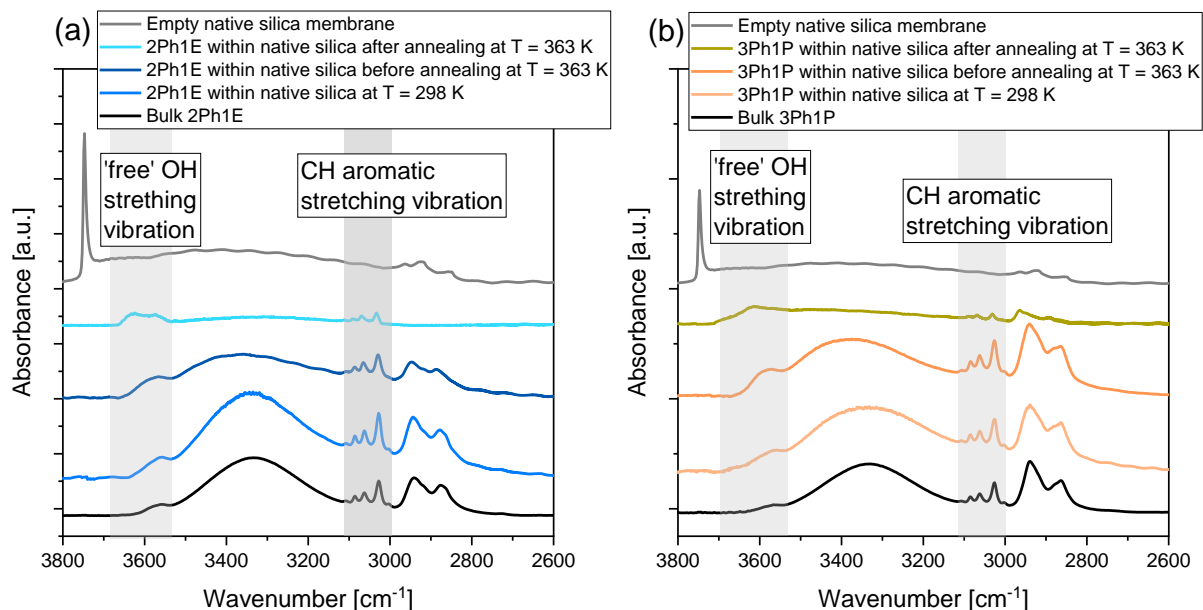 (a)
Empty native silica membrane
2Ph1E within native silica after annealing at T = 363 K
2Ph1E within native silica before annealing at T = 363 K
2Ph1E within native silica at T = 298 K
Bulk 2Ph1E
'free' OH
strething
vibration
CH aromatic
stretching vibration
Absorbance [a.u.]
3800 3600 3400 3200 3000 2800 2600
Wavenumber [cm⁻¹]
(b)
Empty native silica membrane
3Ph1P within native silica after annealing at T = 363 K
3Ph1P within native silica before annealing at T = 363 K
3Ph1P within native silica at T = 298 K
Bulk 3Ph1P
'free' OH
strething
vibration
CH aromatic
stretching vibration
Absorbance [a.u.]
3800 3600 3400 3200 3000 2800 2600
Wavenumber [cm⁻¹]